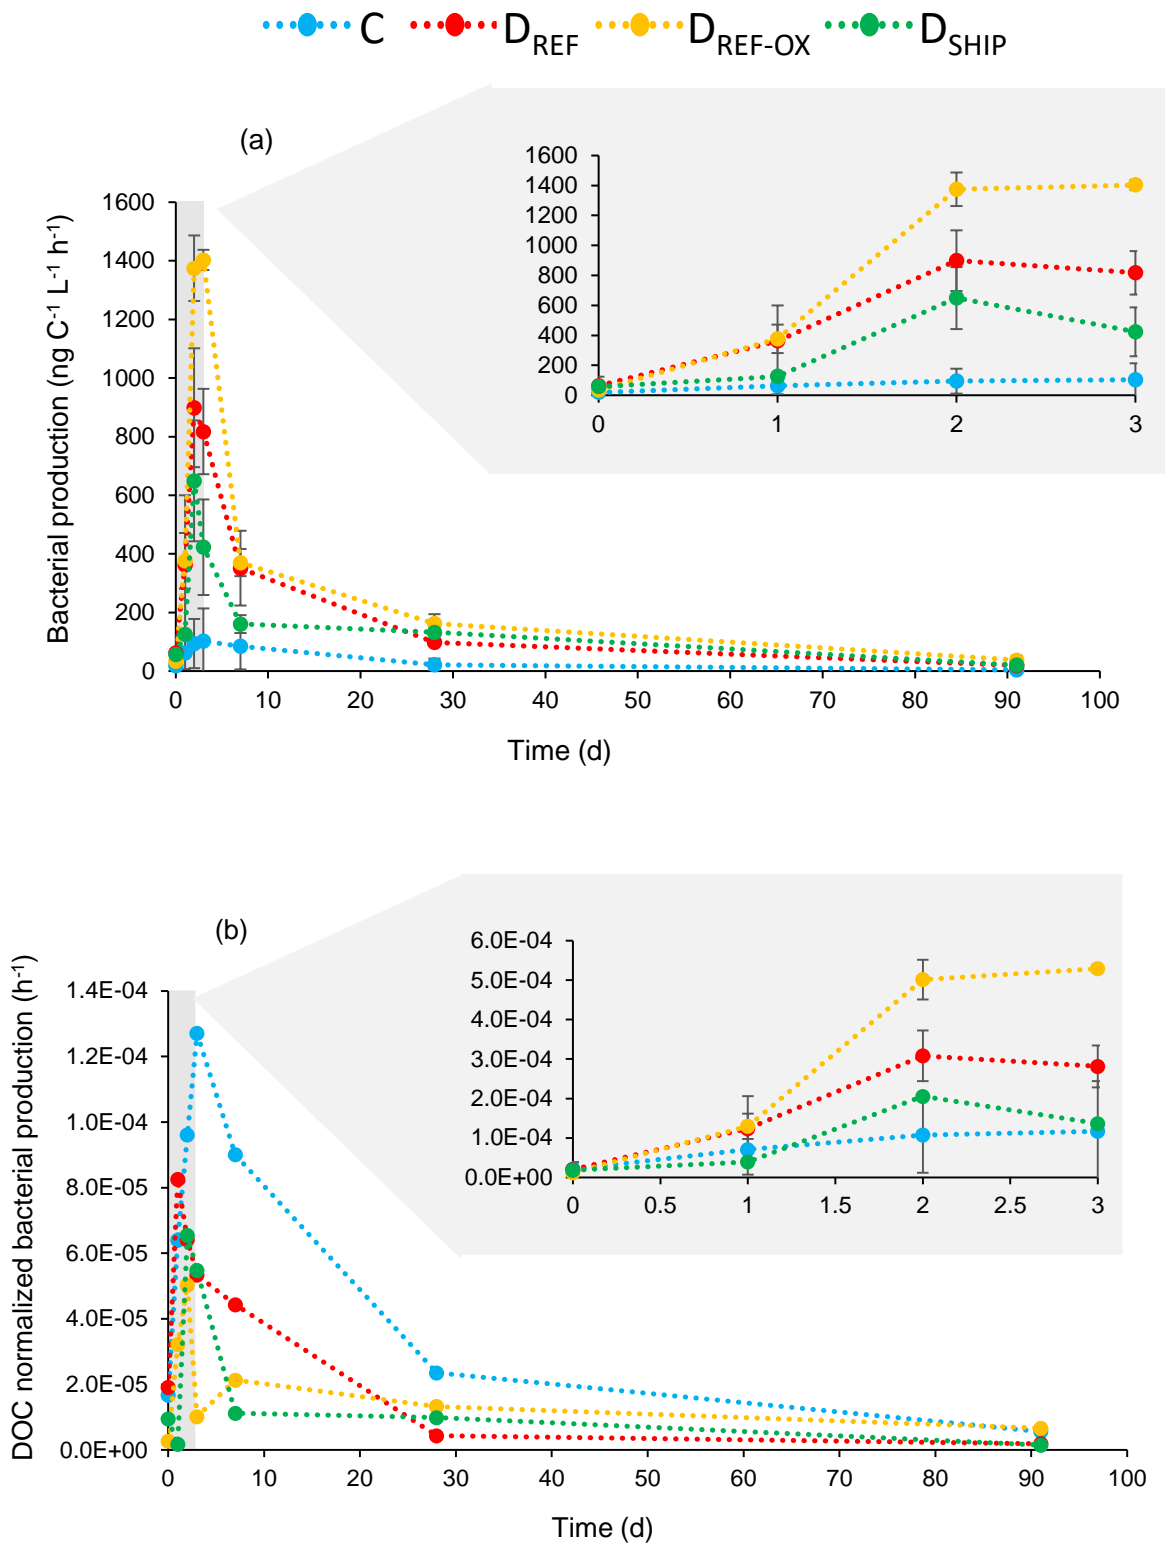 C D_REF D_REF-OX D_SHIP
(a)
Bacterial production (ng C⁻¹ L⁻¹ h⁻¹)
1600
1400
1200
1000
800
600
400
200
0
0 10 20 30 40 50 60 70 80 90 100
Time (d)
1600
1400
1200
1000
800
600
400
200
0
0 1 2 3
(b)
DOC normalized bacterial production (h⁻¹)
1.4E-04
1.2E-04
1.0E-04
8.0E-05
6.0E-05
4.0E-05
2.0E-05
0.0E+00
0 10 20 30 40 50 60 70 80 90 100
Time (d)
6.0E-04
5.0E-04
4.0E-04
3.0E-04
2.0E-04
1.0E-04
0.0E+00
0 0.5 1 1.5 2 2.5 3